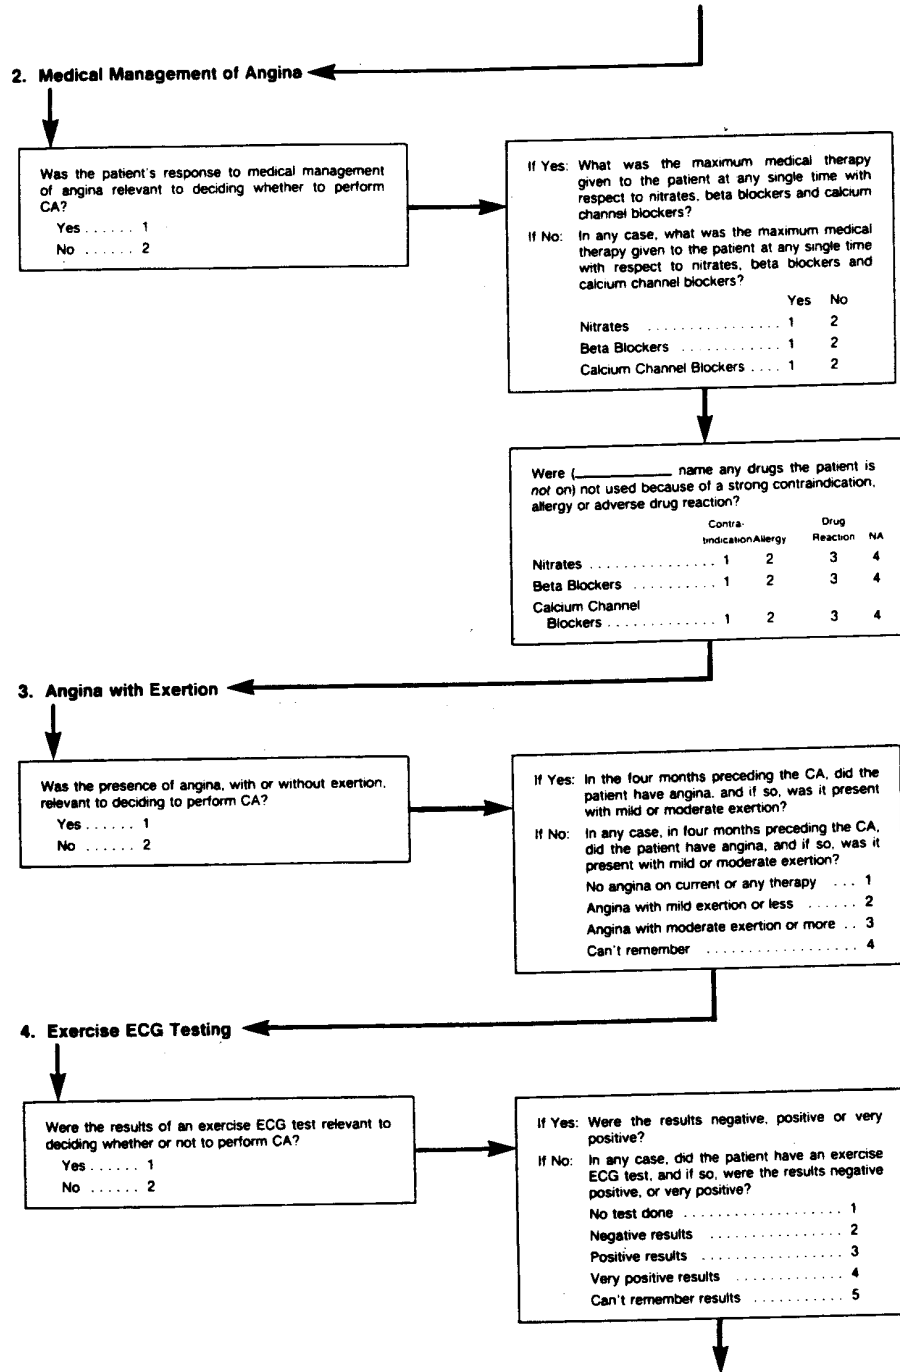 2. Medical Management of Angina
Was the patient's response to medical management
of angina relevant to deciding whether to perform
CA?
Yes ...... 1
No ...... 2
If Yes: What was the maximum medical therapy
given to the patient at any single time with
respect to nitrates, beta blockers and calcium
channel blockers?
If No: In any case, what was the maximum medical
therapy given to the patient at any single time
with respect to nitrates, beta blockers and
calcium channel blockers?
Yes No
Nitrates ................ 1 2
Beta Blockers ............ 1 2
Calcium Channel Blockers .... 1 2
Were (____________ name any drugs the patient is
not on) not used because of a strong contraindication,
allergy or adverse drug reaction?
Contra- Drug
indication Allergy Reaction NA
Nitrates ............... 1 2 3 4
Beta Blockers .......... 1 2 3 4
Calcium Channel
Blockers ............. 1 2 3 4
3. Angina with Exertion
Was the presence of angina, with or without exertion,
relevant to deciding to perform CA?
Yes ...... 1
No ...... 2
If Yes: In the four months preceding the CA, did the
patient have angina, and if so, was it present
with mild or moderate exertion?
If No: In any case, in four months preceding the CA,
did the patient have angina, and if so, was it
present with mild or moderate exertion?
No angina on current or any therapy ... 1
Angina with mild exertion or less ...... 2
Angina with moderate exertion or more .. 3
Can't remember .................. 4
4. Exercise ECG Testing
Were the results of an exercise ECG test relevant to
deciding whether or not to perform CA?
Yes ...... 1
No ...... 2
If Yes: Were the results negative, positive or very
positive?
If No: In any case, did the patient have an exercise
ECG test, and if so, were the results negative
positive, or very positive?
No test done ................... 1
Negative results ................ 2
Positive results ................. 3
Very positive results ............. 4
Can't remember results ........... 5